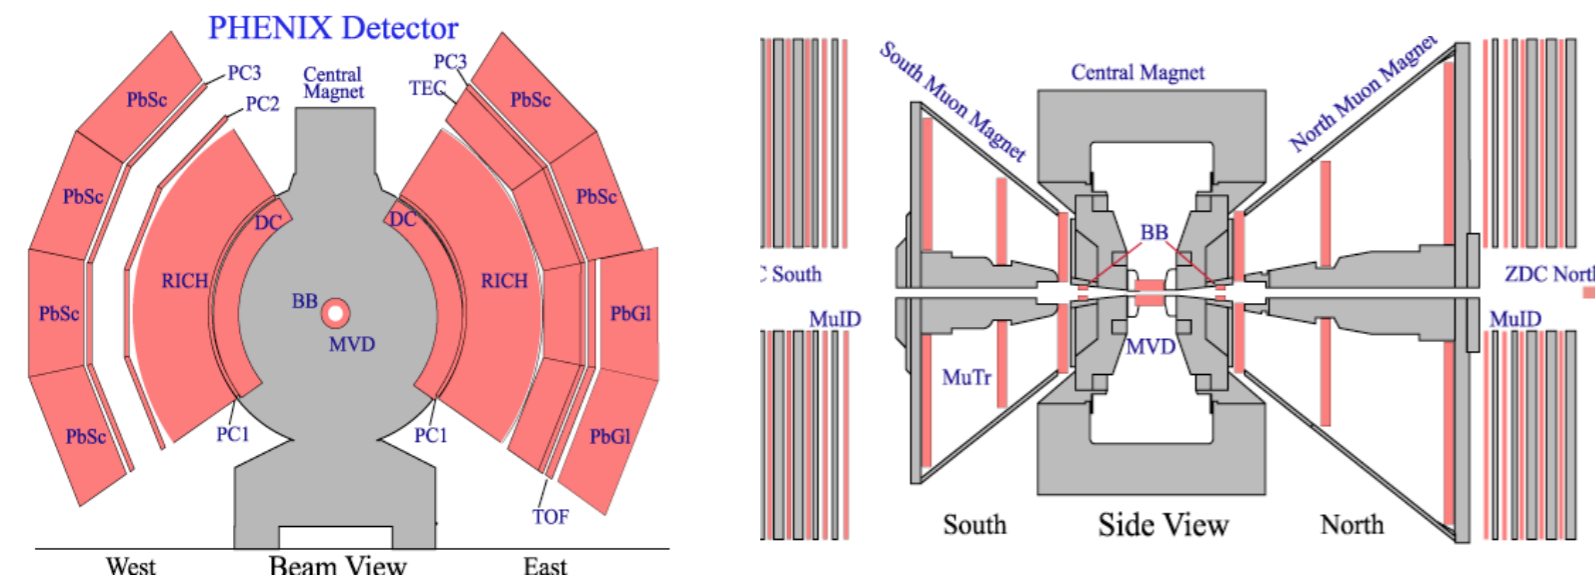 PHENIX Detector
PC3
PC2
Central
Magnet
PC3
TEC
PbSc
PbSc
PbSc
PbSc
PbSc
PbSc
DC
DC
RICH
RICH
BB
MVD
PbGl
PbGl
PC1
PC1
TOF
West
Beam View
East
South Muon Magnet
Central Magnet
North Muon Magnet
BB
C South
ZDC North
MuID
MuID
MVD
MuTr
South
Side View
North